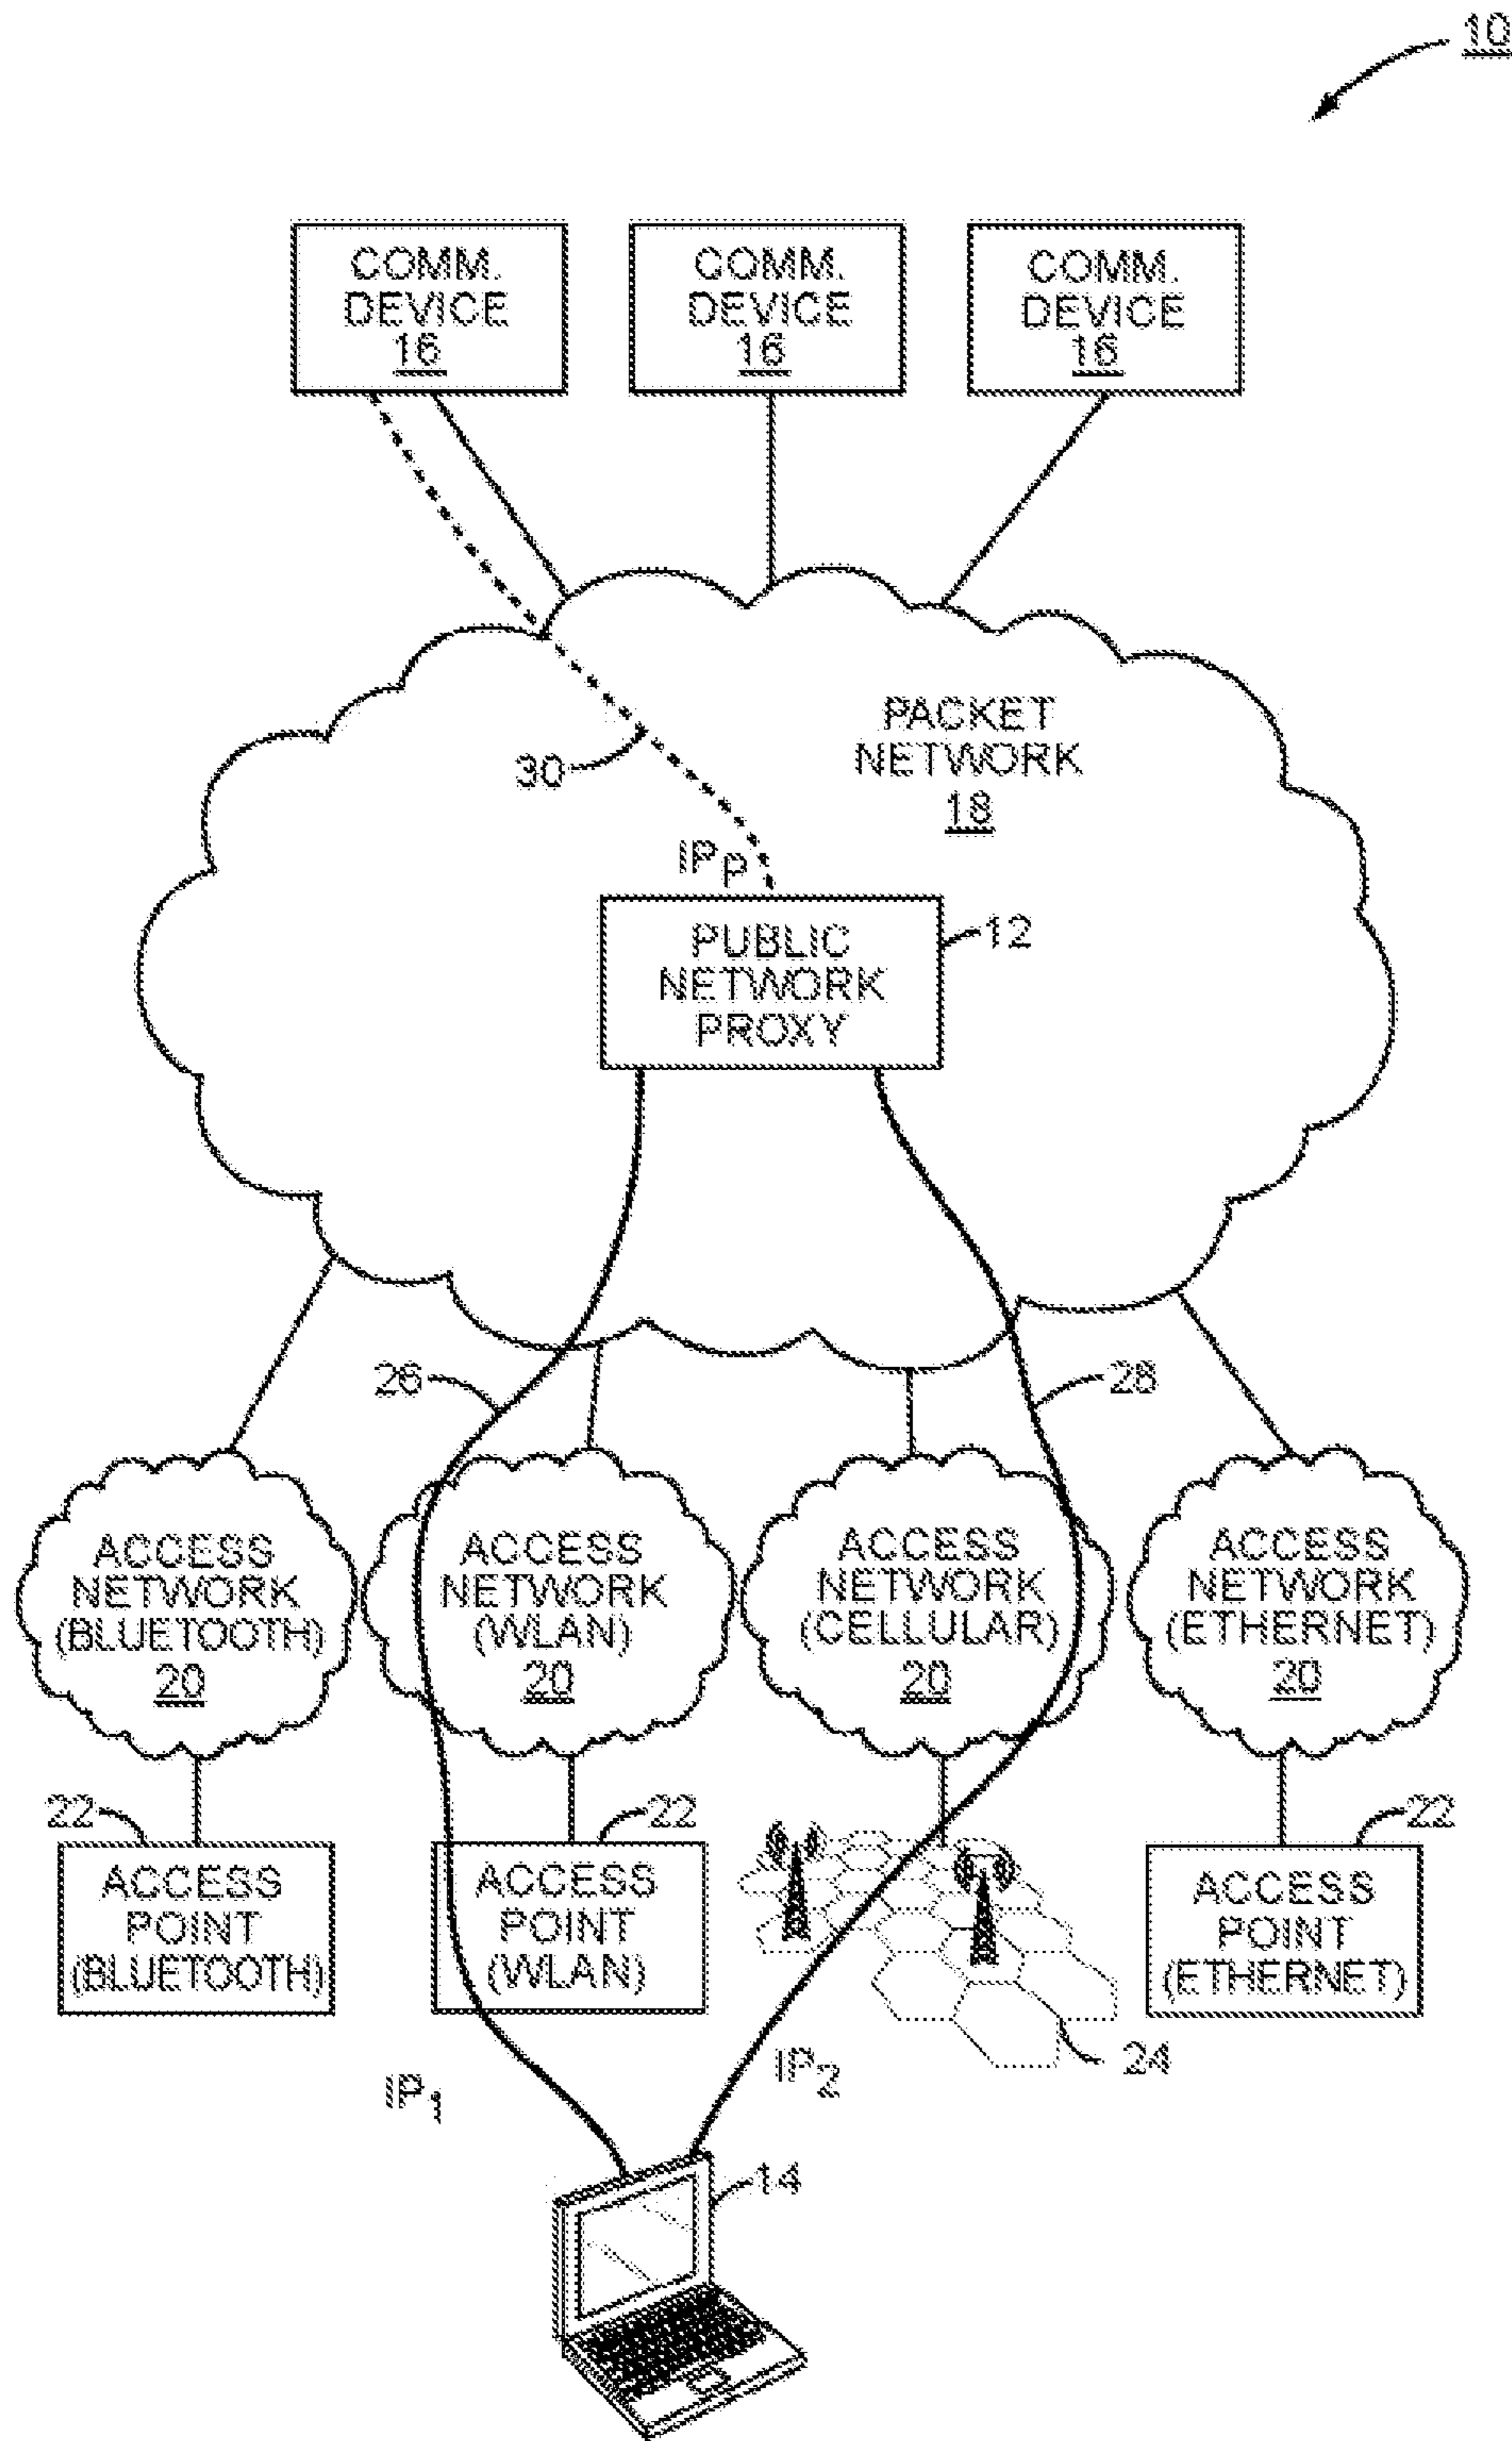 10
COMM.
DEVICE
16
COMM.
DEVICE
16
COMM.
DEVICE
16
PACKET
NETWORK
18
30
IPP
PUBLIC
NETWORK
PROXY
12
26
28
ACCESS
NETWORK
(BLUETOOTH)
20
ACCESS
NETWORK
(WLAN)
20
ACCESS
NETWORK
(CELLULAR)
20
ACCESS
NETWORK
(ETHERNET)
20
22
22
22
ACCESS
POINT
(BLUETOOTH)
ACCESS
POINT
(WLAN)
ACCESS
POINT
(ETHERNET)
24
IP1
IP2
14